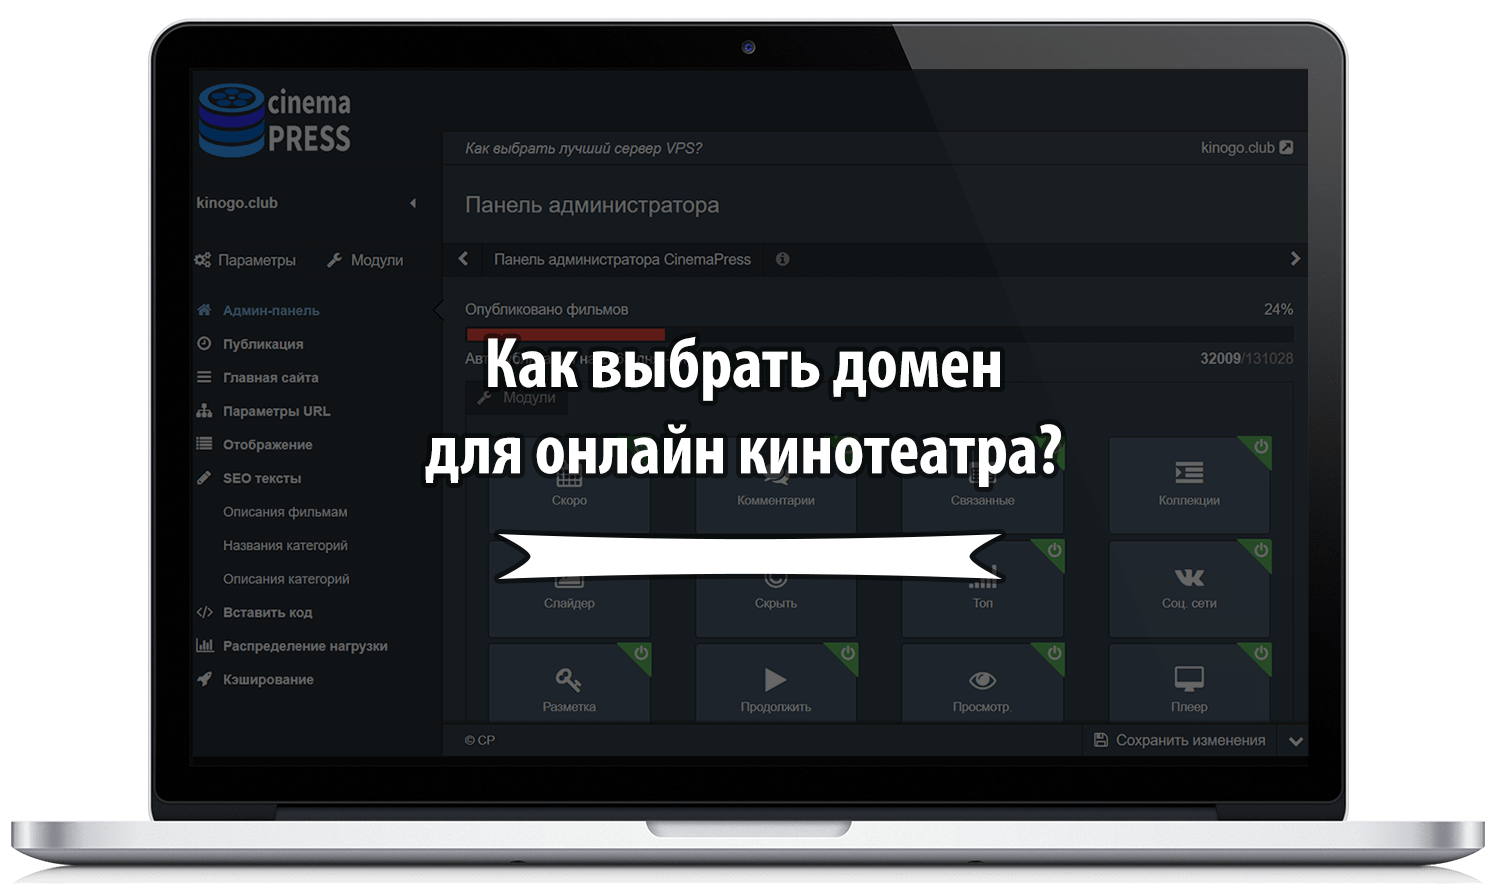 cinema
PRESS
Как выбрать лучший сервер VPS?
kinogo.club
kinogo.club
Панель администратора
Параметры
Модули
Панель администратора CinemaPress
Админ-панель
Публикация
Главная сайта
Параметры URL
Отображение
SEO тексты
Описания фильмам
Названия категорий
Описания категорий
Вставить код
Распределение нагрузки
Кэширование
Опубликовано фильмов
24%
32009/131028
Модули
Как выбрать домен
для онлайн кинотеатра?
Скоро
Комментарии
Связанные
Коллекции
Слайдер
Скрыть
Топ
Соц. сети
Разметка
Продолжить
Просмотр.
Плеер
© CP
Сохранить изменения